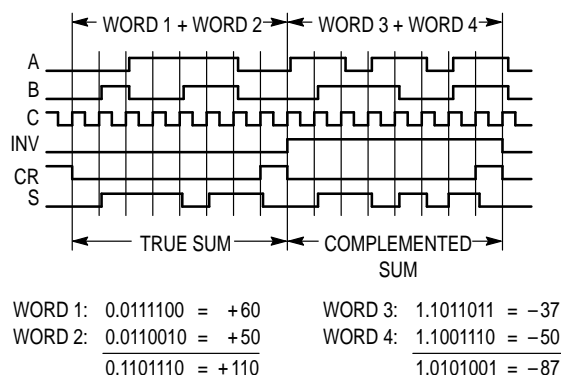 WORD 1 + WORD 2 WORD 3 + WORD 4
A
B
C
INV
CR
S
TRUE SUM COMPLEMENTED
SUM
WORD 1: 0.0111100 = +60 WORD 3: 1.1011011 = −37
WORD 2: 0.0110010 = +50 WORD 4: 1.1001110 = −50
0.1101110 = +110 1.0101001 = −87